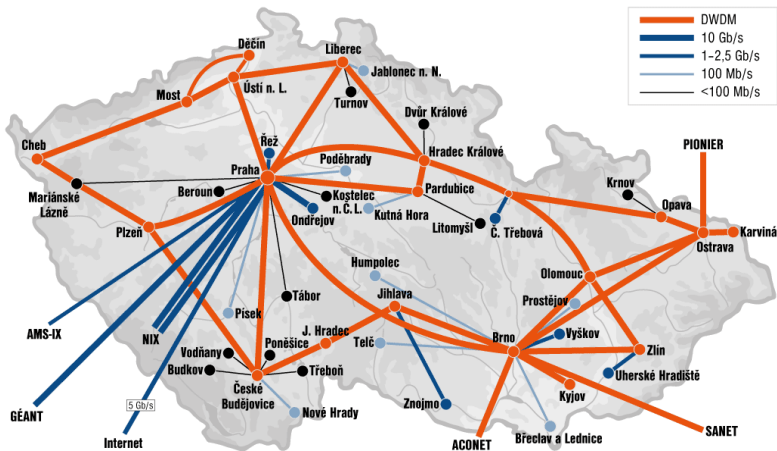 DWDM
10 Gb/s
1–2,5 Gb/s
100 Mb/s
<100 Mb/s
Děčín
Liberec
Jablonec n. N.
Most
Ústí n. L.
Turnov
Dvůr Králové
Cheb
Řež
Praha
Poděbrady
Hradec Králové
PIONIER
Mariánské
Lázně
Beroun
Kostelec
n. Č. L.
Pardubice
Krnov
Opava
Plzeň
Ondřejov
Kutná Hora
Litomyšl
Č. Třebová
Ostrava
Karviná
Humpolec
Olomouc
Tábor
Jihlava
Prostějov
AMS-IX
NIX
Písek
J. Hradec
Telč
Brno
Vyškov
Zlín
Vodňany
Poněšice
Budkov
Třeboň
České
Budějovice
Uherské Hradiště
GÉANT
5 Gb/s
Nové Hrady
Znojmo
Kyjov
Internet
ACONET
Břeclav a Lednice
SANET